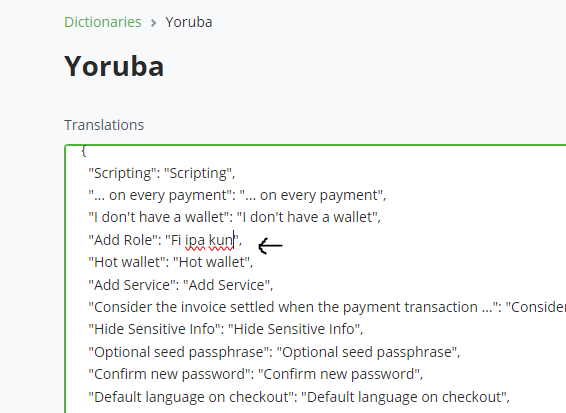 Dictionaries > Yoruba
Yoruba
Translations
{
"Scripting": "Scripting",
"... on every payment": "... on every payment",
"I don't have a wallet": "I don't have a wallet",
"Add Role": "Fi ipa kun",
"Hot wallet": "Hot wallet",
"Add Service": "Add Service",
"Consider the invoice settled when the payment transaction ...": "Consider
"Hide Sensitive Info": "Hide Sensitive Info",
"Optional seed passphrase": "Optional seed passphrase",
"Confirm new password": "Confirm new password",
"Default language on checkout": "Default language on checkout",